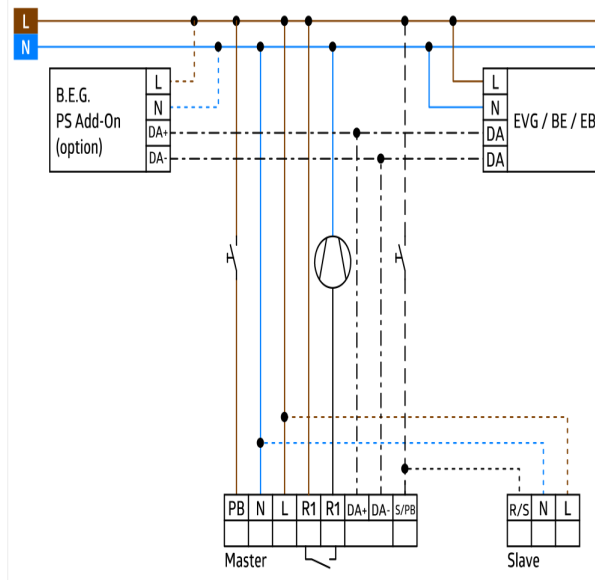 L
N
B.E.G.
PS Add-On
(option)
L
N
DA+
DA-
L
N
DA
DA
EVG / BE / EB
PB N L R1 R1 DA+ DA- S/PB
Master
R/S N L
Slave